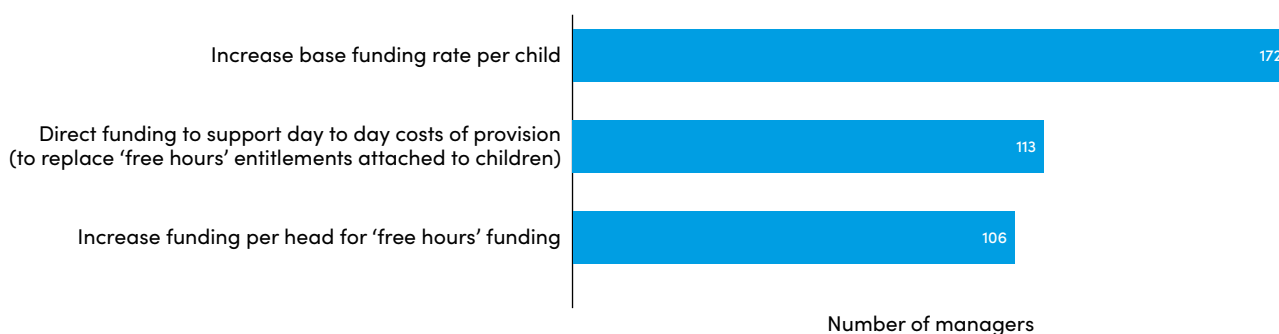 Increase base funding rate per child
172
Direct funding to support day to day costs of provision
(to replace ‘free hours’ entitlements attached to children)
113
Increase funding per head for ‘free hours’ funding
106
Number of managers